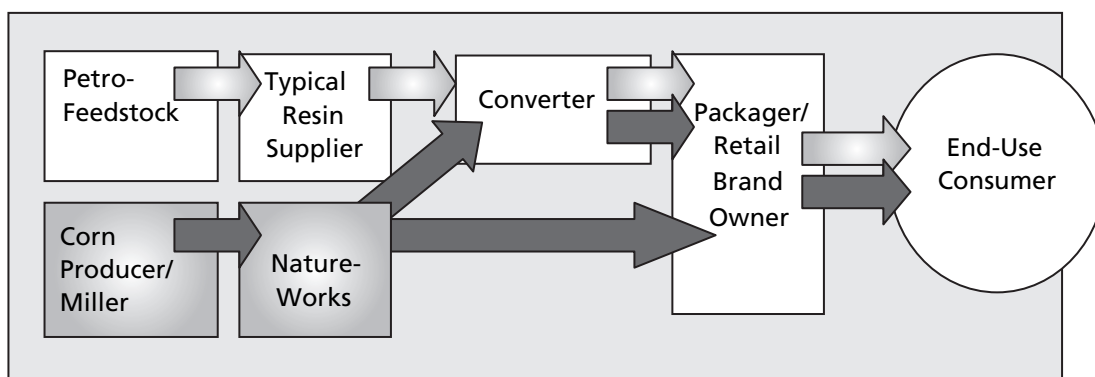 Petro-
Feedstock
Typical
Resin
Supplier
Converter
Packager/
Retail
Brand
Owner
End-Use
Consumer
Corn
Producer/
Miller
Nature-
Works